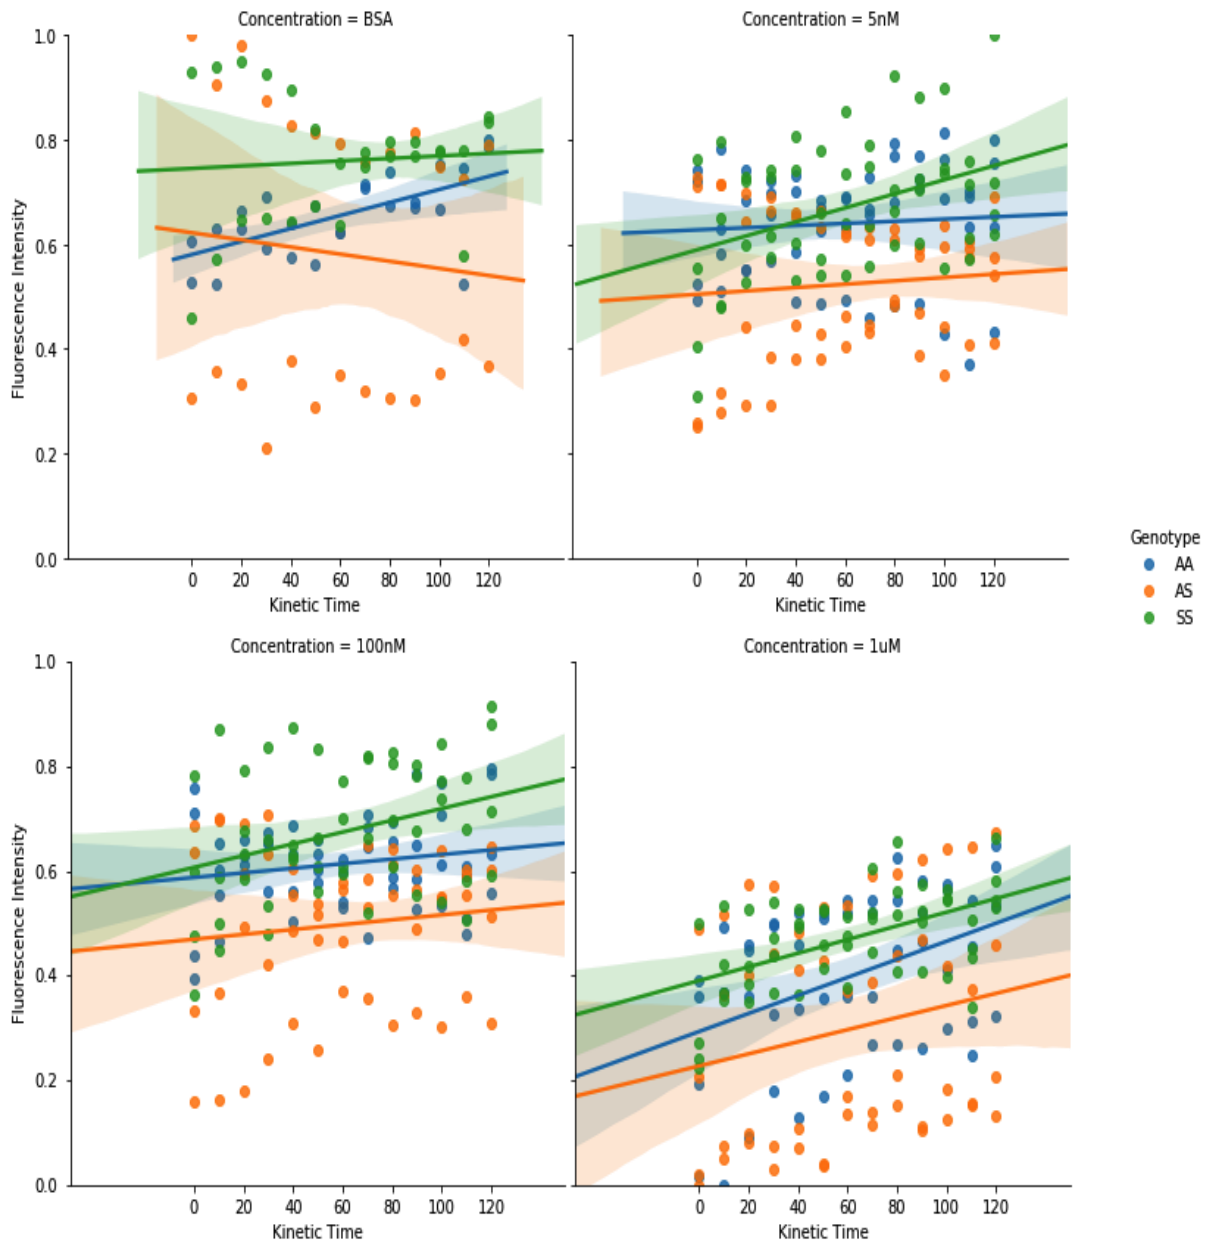 Concentration = BSA
Concentration = 5nM
1.0
0.8
0.6
0.4
0.2
0.0
Fluorescence Intensity
0 20 40 60 80 100 120
0 20 40 60 80 100 120
Kinetic Time
Kinetic Time
Genotype
AA
AS
SS
Concentration = 100nM
Concentration = 1uM
1.0
0.8
0.6
0.4
0.2
0.0
Fluorescence Intensity
0 20 40 60 80 100 120
0 20 40 60 80 100 120
Kinetic Time
Kinetic Time